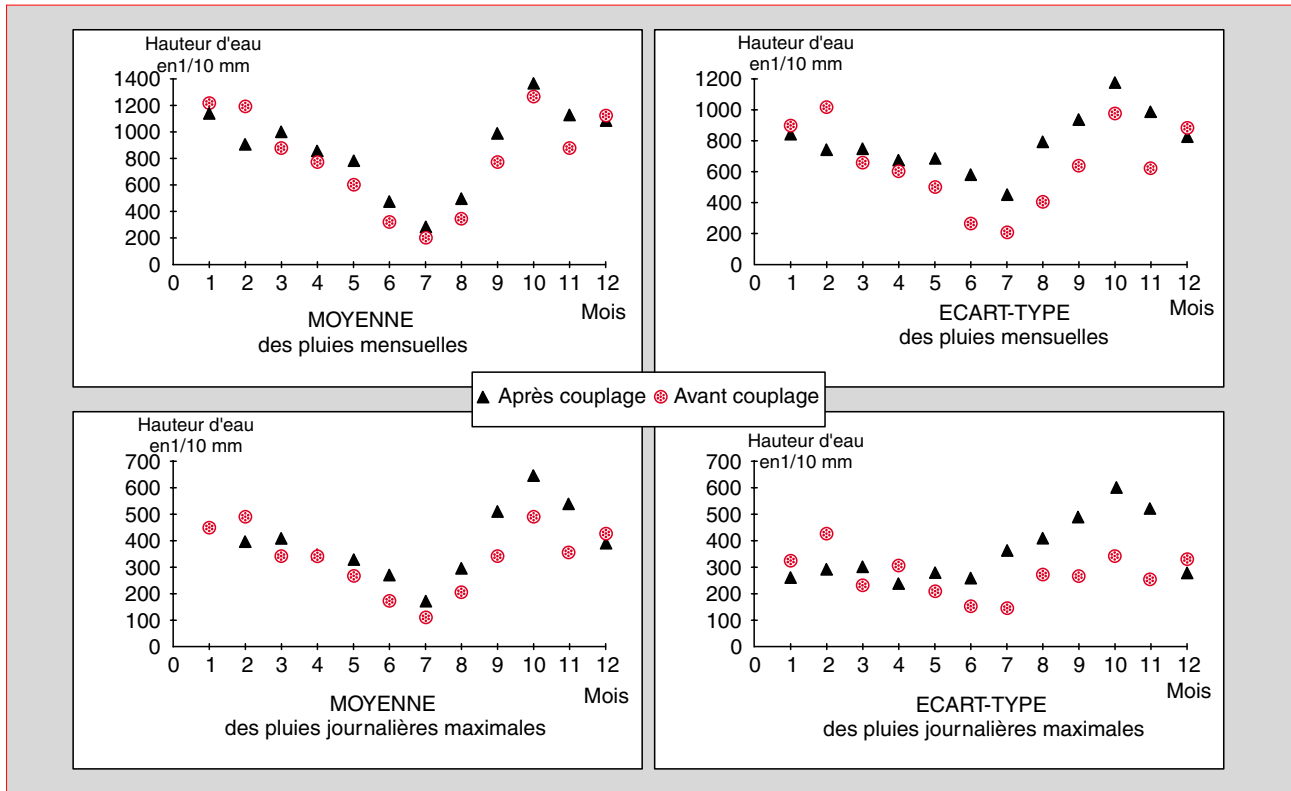 Hauteur d'eau
en1/10 mm
1400
1200
1000
800
600
400
200
0
0 1 2 3 4 5 6 7 8 9 10 11 12
Mois
MOYENNE
des pluies mensuelles
Hauteur d'eau
en1/10 mm
1200
1000
800
600
400
200
0
0 1 2 3 4 5 6 7 8 9 10 11 12
Mois
ECART-TYPE
des pluies mensuelles
Après couplage Avant couplage
Hauteur d'eau
en1/10 mm
700
600
500
400
300
200
100
0
0 1 2 3 4 5 6 7 8 9 10 11 12
Mois
MOYENNE
des pluies journalières maximales
Hauteur d'eau
en1/10 mm
700
600
500
400
300
200
100
0
0 1 2 3 4 5 6 7 8 9 10 11 12
Mois
ECART-TYPE
des pluies journalières maximales